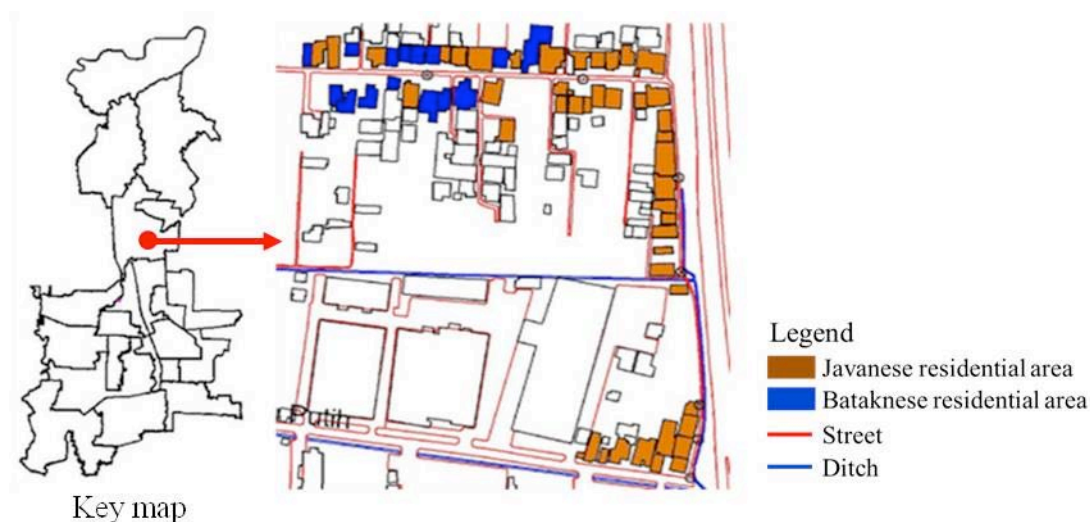 Putih
Legend
Javanese residential area
Bataknese residential area
Street
Ditch
Key map